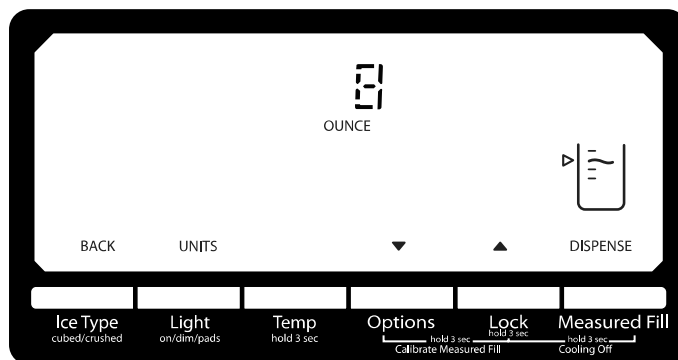 8
OUNCE
BACK UNITS ▼ ▲ DISPENSE
Ice Type Light Temp Options Lock Measured Fill
cubed/crushed on/dim/pads hold 3 sec hold 3 sec hold 3 sec hold 3 sec
Calibrate Measured Fill Cooling Off